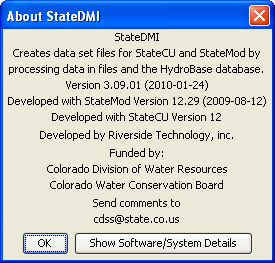 About StateDMI
StateDMI
Creates data set files for StateCU and StateMod by
processing data in files and the HydroBase database.
Version 3.09.01 (2010-01-24)
Developed with StateMod Version 12.29 (2009-08-12)
Developed with StateCU Version 12
Developed by Riverside Technology, inc.
Funded by:
Colorado Division of Water Resources
Colorado Water Conservation Board
Send comments to
cdss@state.co.us
OK Show Software/System Details